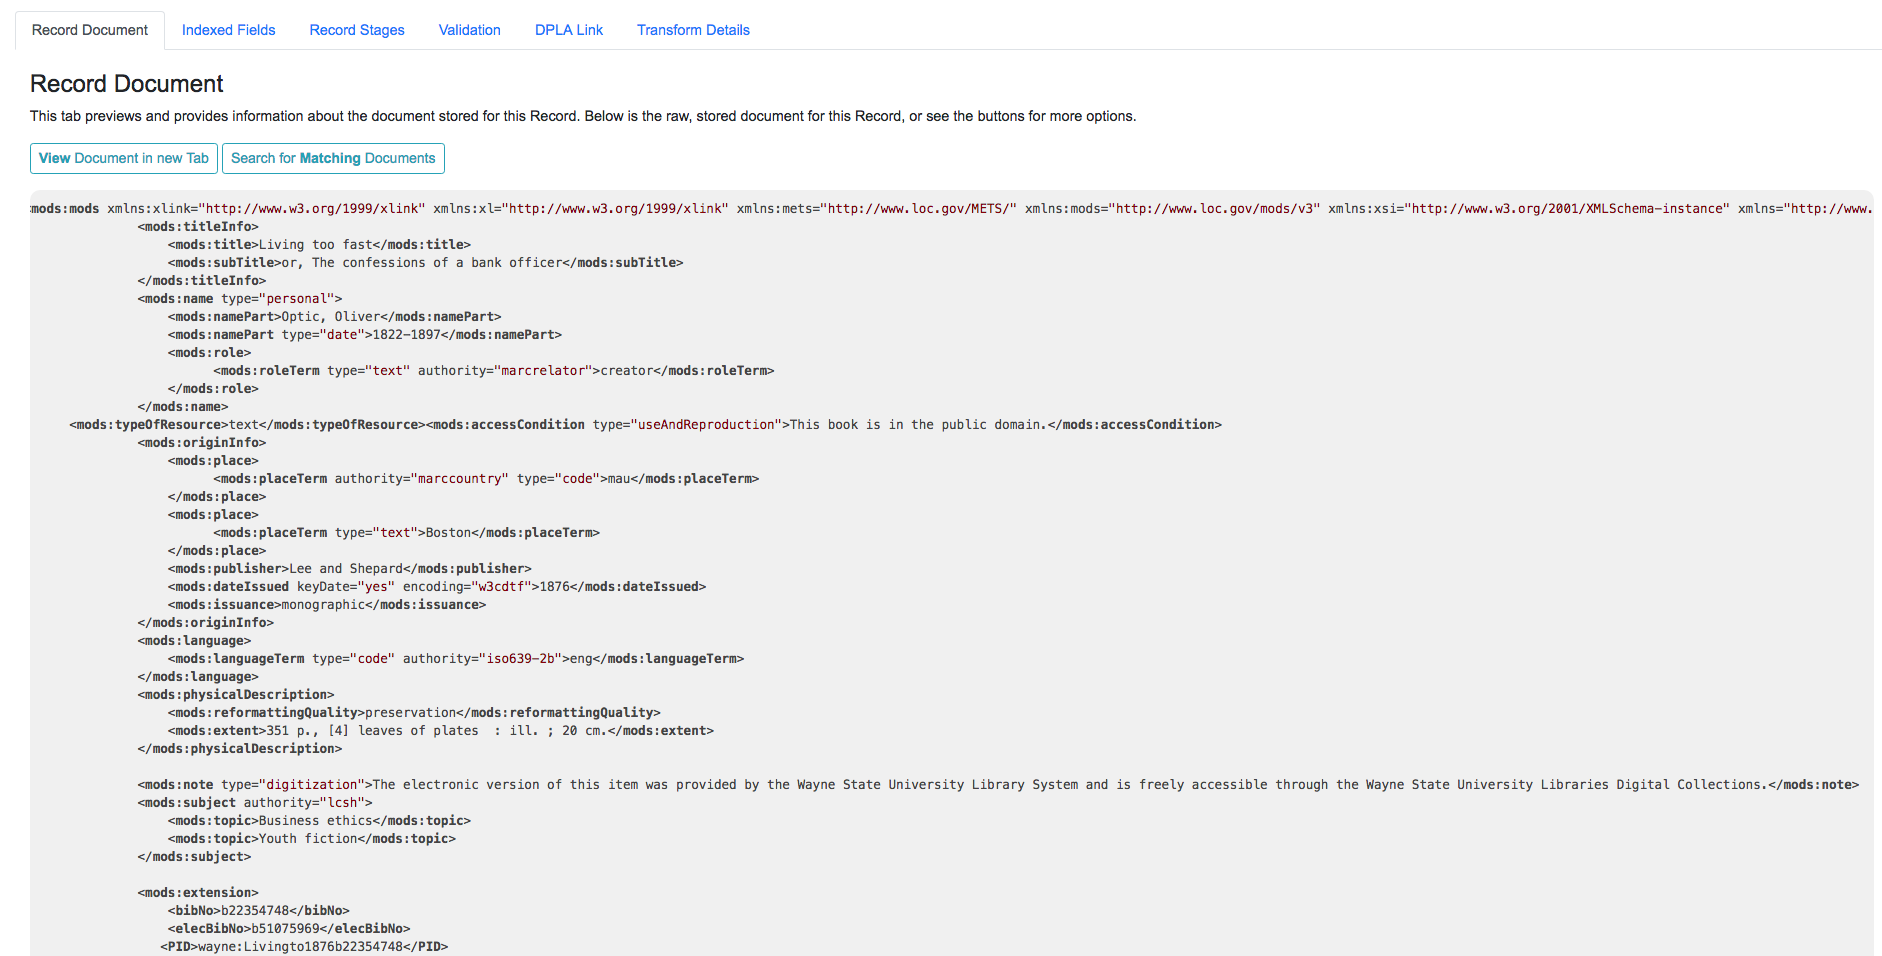 Record Document Indexed Fields Record Stages Validation DPLA Link Transform Details
Record Document
This tab previews and provides information about the document stored for this Record. Below is the raw, stored document for this Record, or see the buttons for more options.
View Document in new Tab Search for Matching Documents
mods:mods xmlns:xlink="http://www.w3.org/1999/xlink" xmlns:xl="http://www.w3.org/1999/xlink" xmlns:mets="http://www.loc.gov/METS/" xmlns:mods="http://www.loc.gov/mods/v3" xmlns:xsi="http://www.w3.org/2001/XMLSchema-instance" xmlns="http://www.
<mods:titleInfo>
<mods:title>Living too fast</mods:title>
<mods:subTitle>or, The confessions of a bank officer</mods:subTitle>
</mods:titleInfo>
<mods:name type="personal">
<mods:namePart>Optic, Oliver</mods:namePart>
<mods:namePart type="date">1822-1897</mods:namePart>
<mods:role>
<mods:roleTerm type="text" authority="marcrelator">creator</mods:roleTerm>
</mods:role>
</mods:name>
<mods:typeOfResource>text</mods:typeOfResource><mods:accessCondition type="useAndReproduction">This book is in the public domain.</mods:accessCondition>
<mods:originInfo>
<mods:place>
<mods:placeTerm authority="marccountry" type="code">mau</mods:placeTerm>
</mods:place>
<mods:place>
<mods:placeTerm type="text">Boston</mods:placeTerm>
</mods:place>
<mods:publisher>Lee and Shepard</mods:publisher>
<mods:dateIssued keyDate="yes" encoding="w3cdtf">1876</mods:dateIssued>
<mods:issuance>monographic</mods:issuance>
</mods:originInfo>
<mods:language>
<mods:languageTerm type="code" authority="iso639-2b">eng</mods:languageTerm>
</mods:language>
<mods:physicalDescription>
<mods:reformattingQuality>preservation</mods:reformattingQuality>
<mods:extent>351 p., [4] leaves of plates  : ill. ; 20 cm.</mods:extent>
</mods:physicalDescription>
<mods:note type="digitization">The electronic version of this item was provided by the Wayne State University Library System and is freely accessible through the Wayne State University Libraries Digital Collections.</mods:note>
<mods:subject authority="lcsh">
<mods:topic>Business ethics</mods:topic>
<mods:topic>Youth fiction</mods:topic>
</mods:subject>
<mods:extension>
<bibNo>b22354748</bibNo>
<elecBibNo>b51075969</elecBibNo>
<PID>wayne:Livingto1876b22354748</PID>